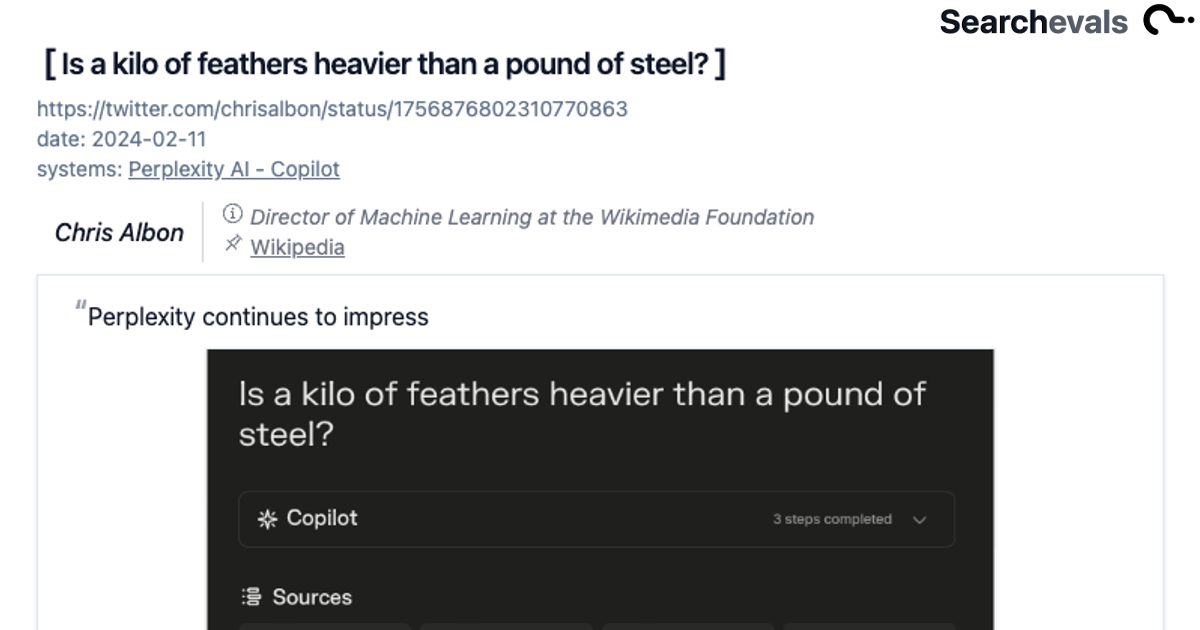 Searchevals
[ Is a kilo of feathers heavier than a pound of steel? ]
https://twitter.com/chrisalbon/status/1756876802310770863
date: 2024-02-11
systems: Perplexity AI - Copilot
Chris Albon
Director of Machine Learning at the Wikimedia Foundation
Wikipedia
"Perplexity continues to impress
Is a kilo of feathers heavier than a pound of
steel?
Copilot
3 steps completed
Sources